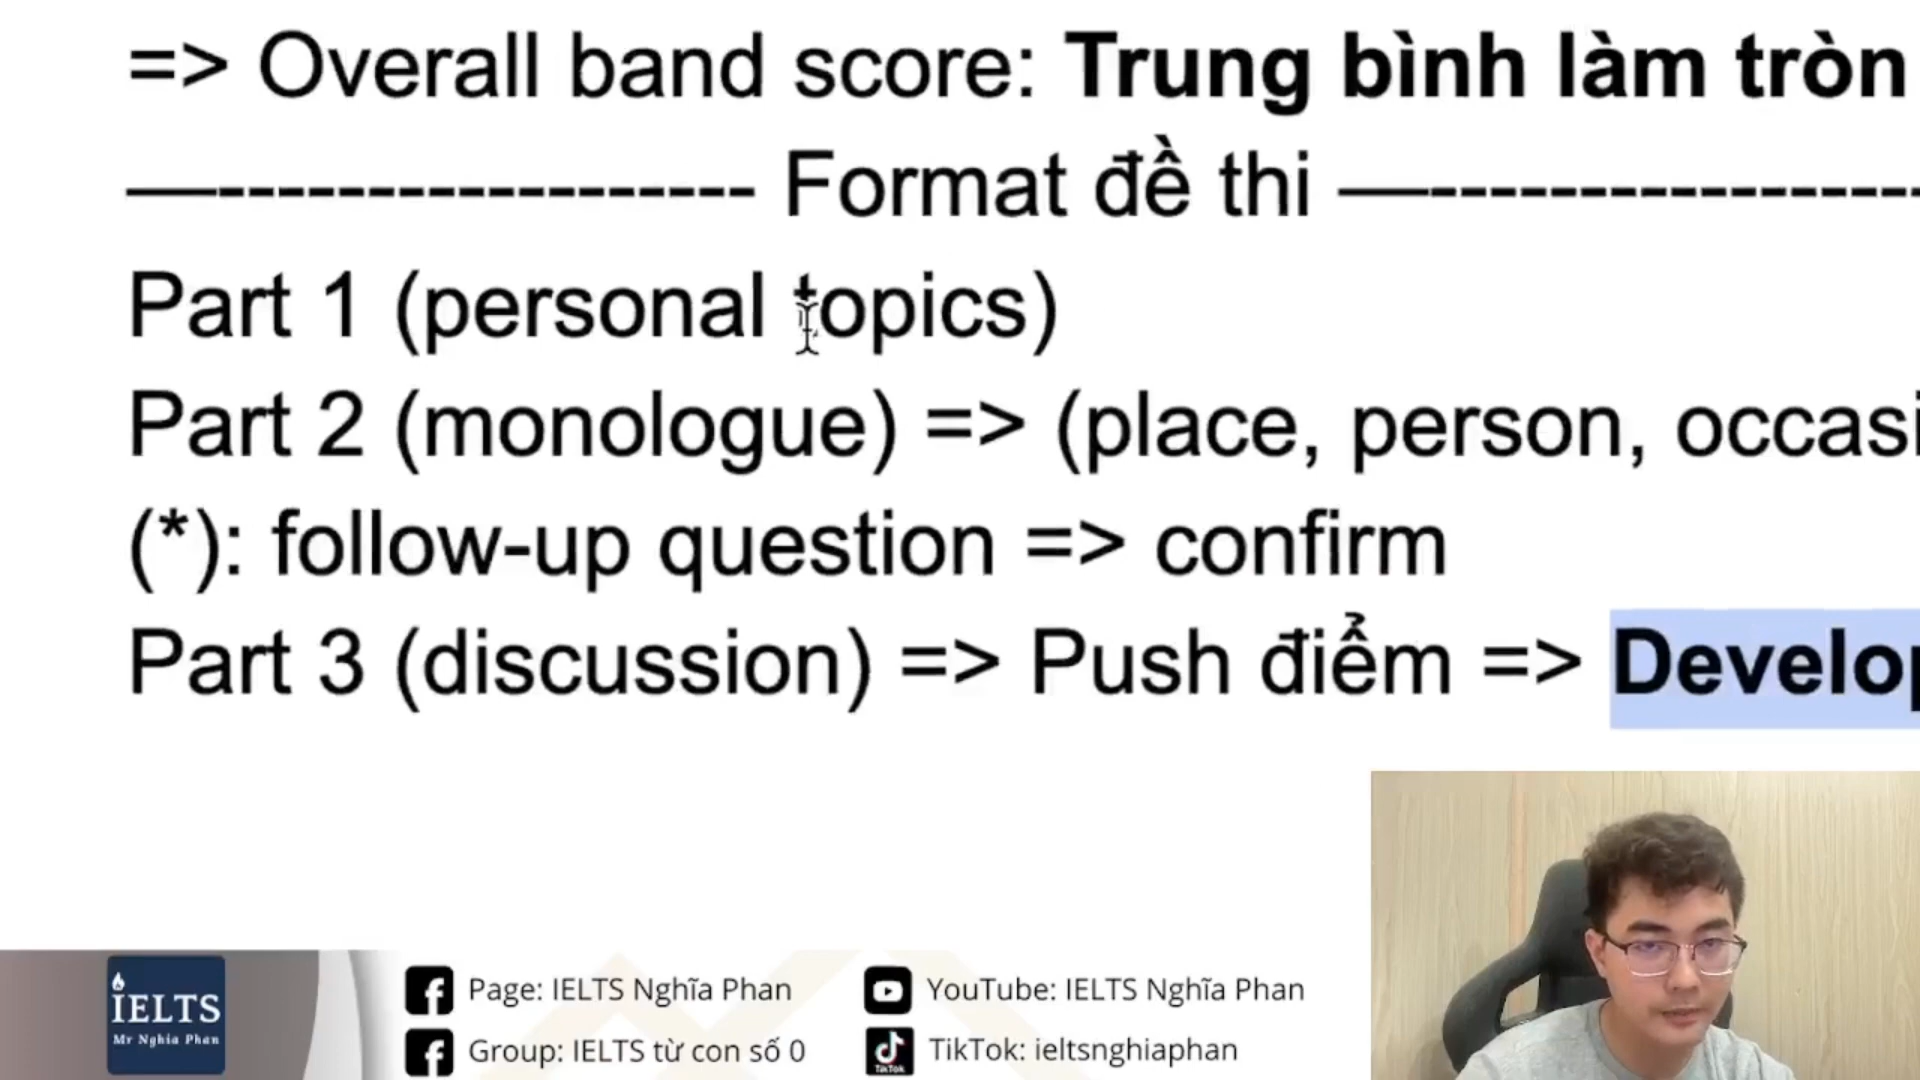 => Overall band score: Trung bình làm tròn
—------------------- Format đề thi —-----------------
Part 1 (personal topics)
Part 2 (monologue) => (place, person, occasi
(*): follow-up question => confirm
Part 3 (discussion) => Push điểm => Develop
IELTS
Mr Nghia Phan
Page: IELTS Nghĩa Phan
Group: IELTS từ con số 0
YouTube: IELTS Nghĩa Phan
TikTok
TikTok: ieltsnghiaphan